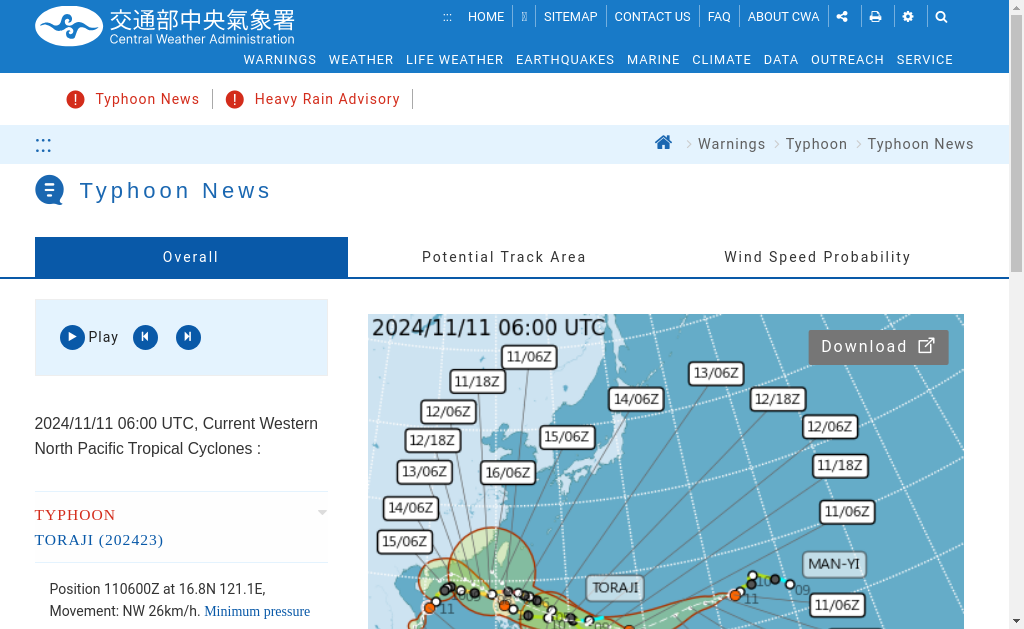 交通部中央氣象署
Central Weather Administration
:::
HOME
SITEMAP
CONTACT US
FAQ
ABOUT CWA
WARNINGS
WEATHER
LIFE WEATHER
EARTHQUAKES
MARINE
CLIMATE
DATA
OUTREACH
SERVICE
Typhoon News
Heavy Rain Advisory
:::
Warnings
Typhoon
Typhoon News
Typhoon News
Overall
Potential Track Area
Wind Speed Probability
Play
2024/11/11 06:00 UTC, Current Western
North Pacific Tropical Cyclones :
TYPHOON
TORAJI (202423)
Position 110600Z at 16.8N 121.1E,
Movement: NW 26km/h. Minimum pressure
2024/11/11 06:00 UTC
Download
11/06Z
11/18Z
12/06Z
12/18Z
13/06Z
14/06Z
15/06Z
16/06Z
15/06Z
14/06Z
13/06Z
12/18Z
12/06Z
11/18Z
11/06Z
MAN-YI
TORAJI
11/06Z
11
10
09
11
09